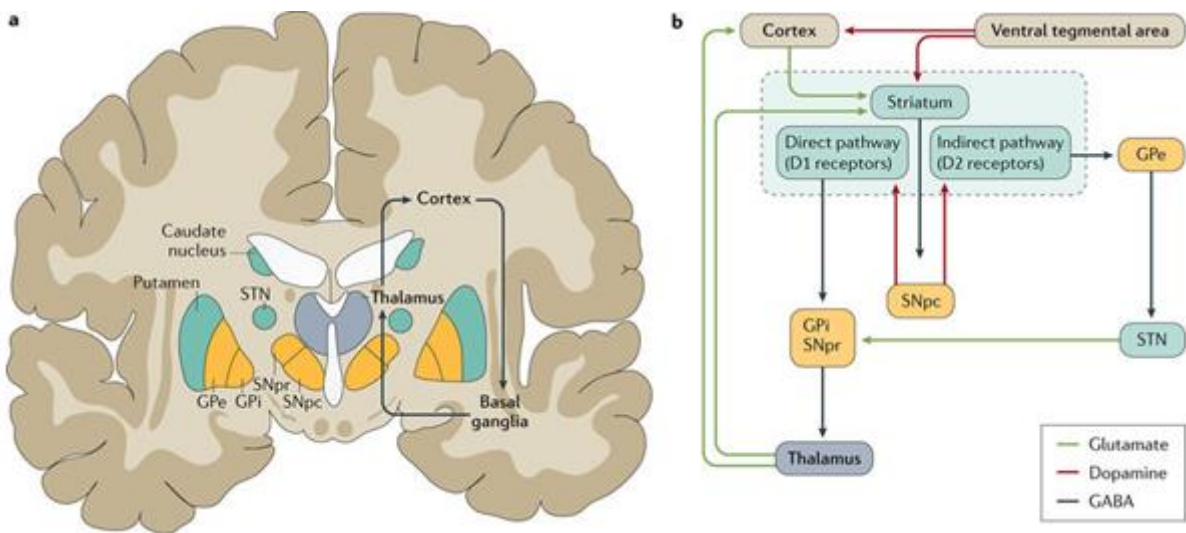 a
Cortex
Caudate
nucleus
Putamen
STN
Thalamus
SNpr
GPe GPi
SNpc
Basal
ganglia
b
Cortex
Ventral tegmental area
Striatum
Direct pathway
(D1 receptors)
Indirect pathway
(D2 receptors)
GPe
SNpc
GPi
SNpr
STN
Thalamus
Glutamate
Dopamine
GABA